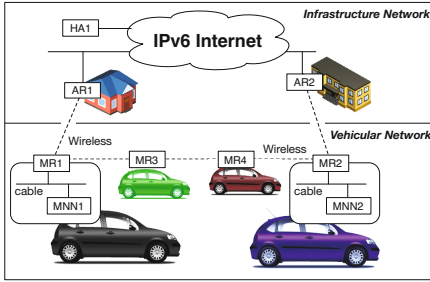 Infrastructure Network
HA1
IPv6 Internet
AR1
AR2
Vehicular Network
Wireless
Wireless
MR1
MR3
MR4
MR2
cable
cable
MNN1
MNN2